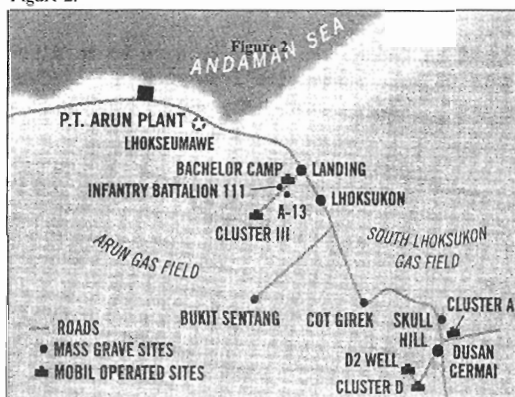 Figure 2.
Figure 2
ANDAMAN SEA
P.T. ARUN PLANT
LHOKSEUMAWE
BACHELOR CAMP
LANDING
INFANTRY BATTALION 111
LHOKSUKON
A-13
CLUSTER III
ARUN GAS FIELD
SOUTH LHOKSUKON
GAS FIELD
BUKIT SENTANG
COT GIREK
SKULL
HILL
CLUSTER A
DUSAN
CERMAI
D2 WELL
CLUSTER D
ROADS
MASS GRAVE SITES
MOBIL OPERATED SITES